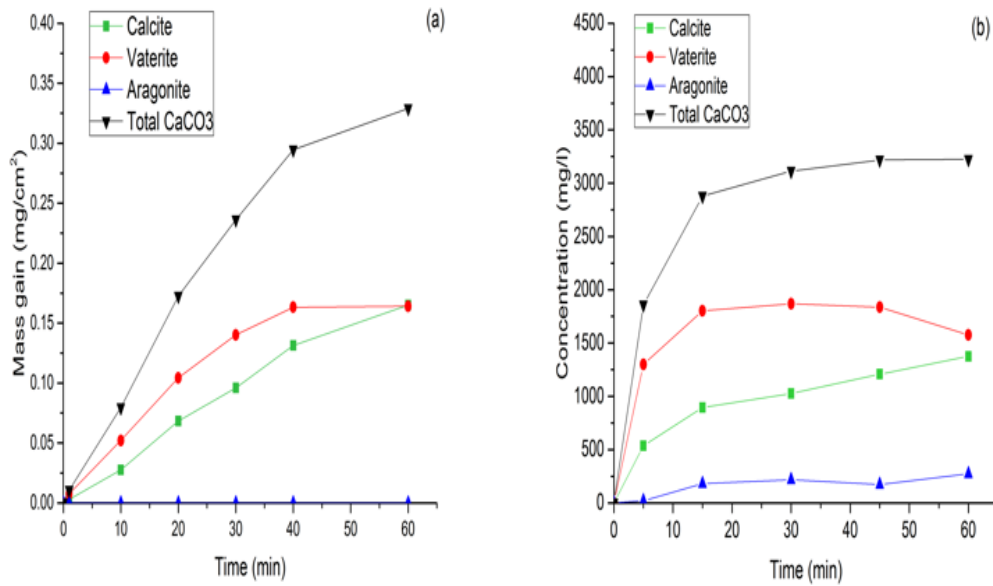 (a)
Calcite
Vaterite
Aragonite
Total CaCO3
0.40
0.35
0.30
0.25
0.20
0.15
0.10
0.05
0.00
Mass gain (mg/cm²)
0 10 20 30 40 50 60
Time (min)
(b)
Calcite
Vaterite
Aragonite
Total CaCO3
4500
4000
3500
3000
2500
2000
1500
1000
500
0
Concentration (mg/l)
0 10 20 30 40 50 60
Time (min)